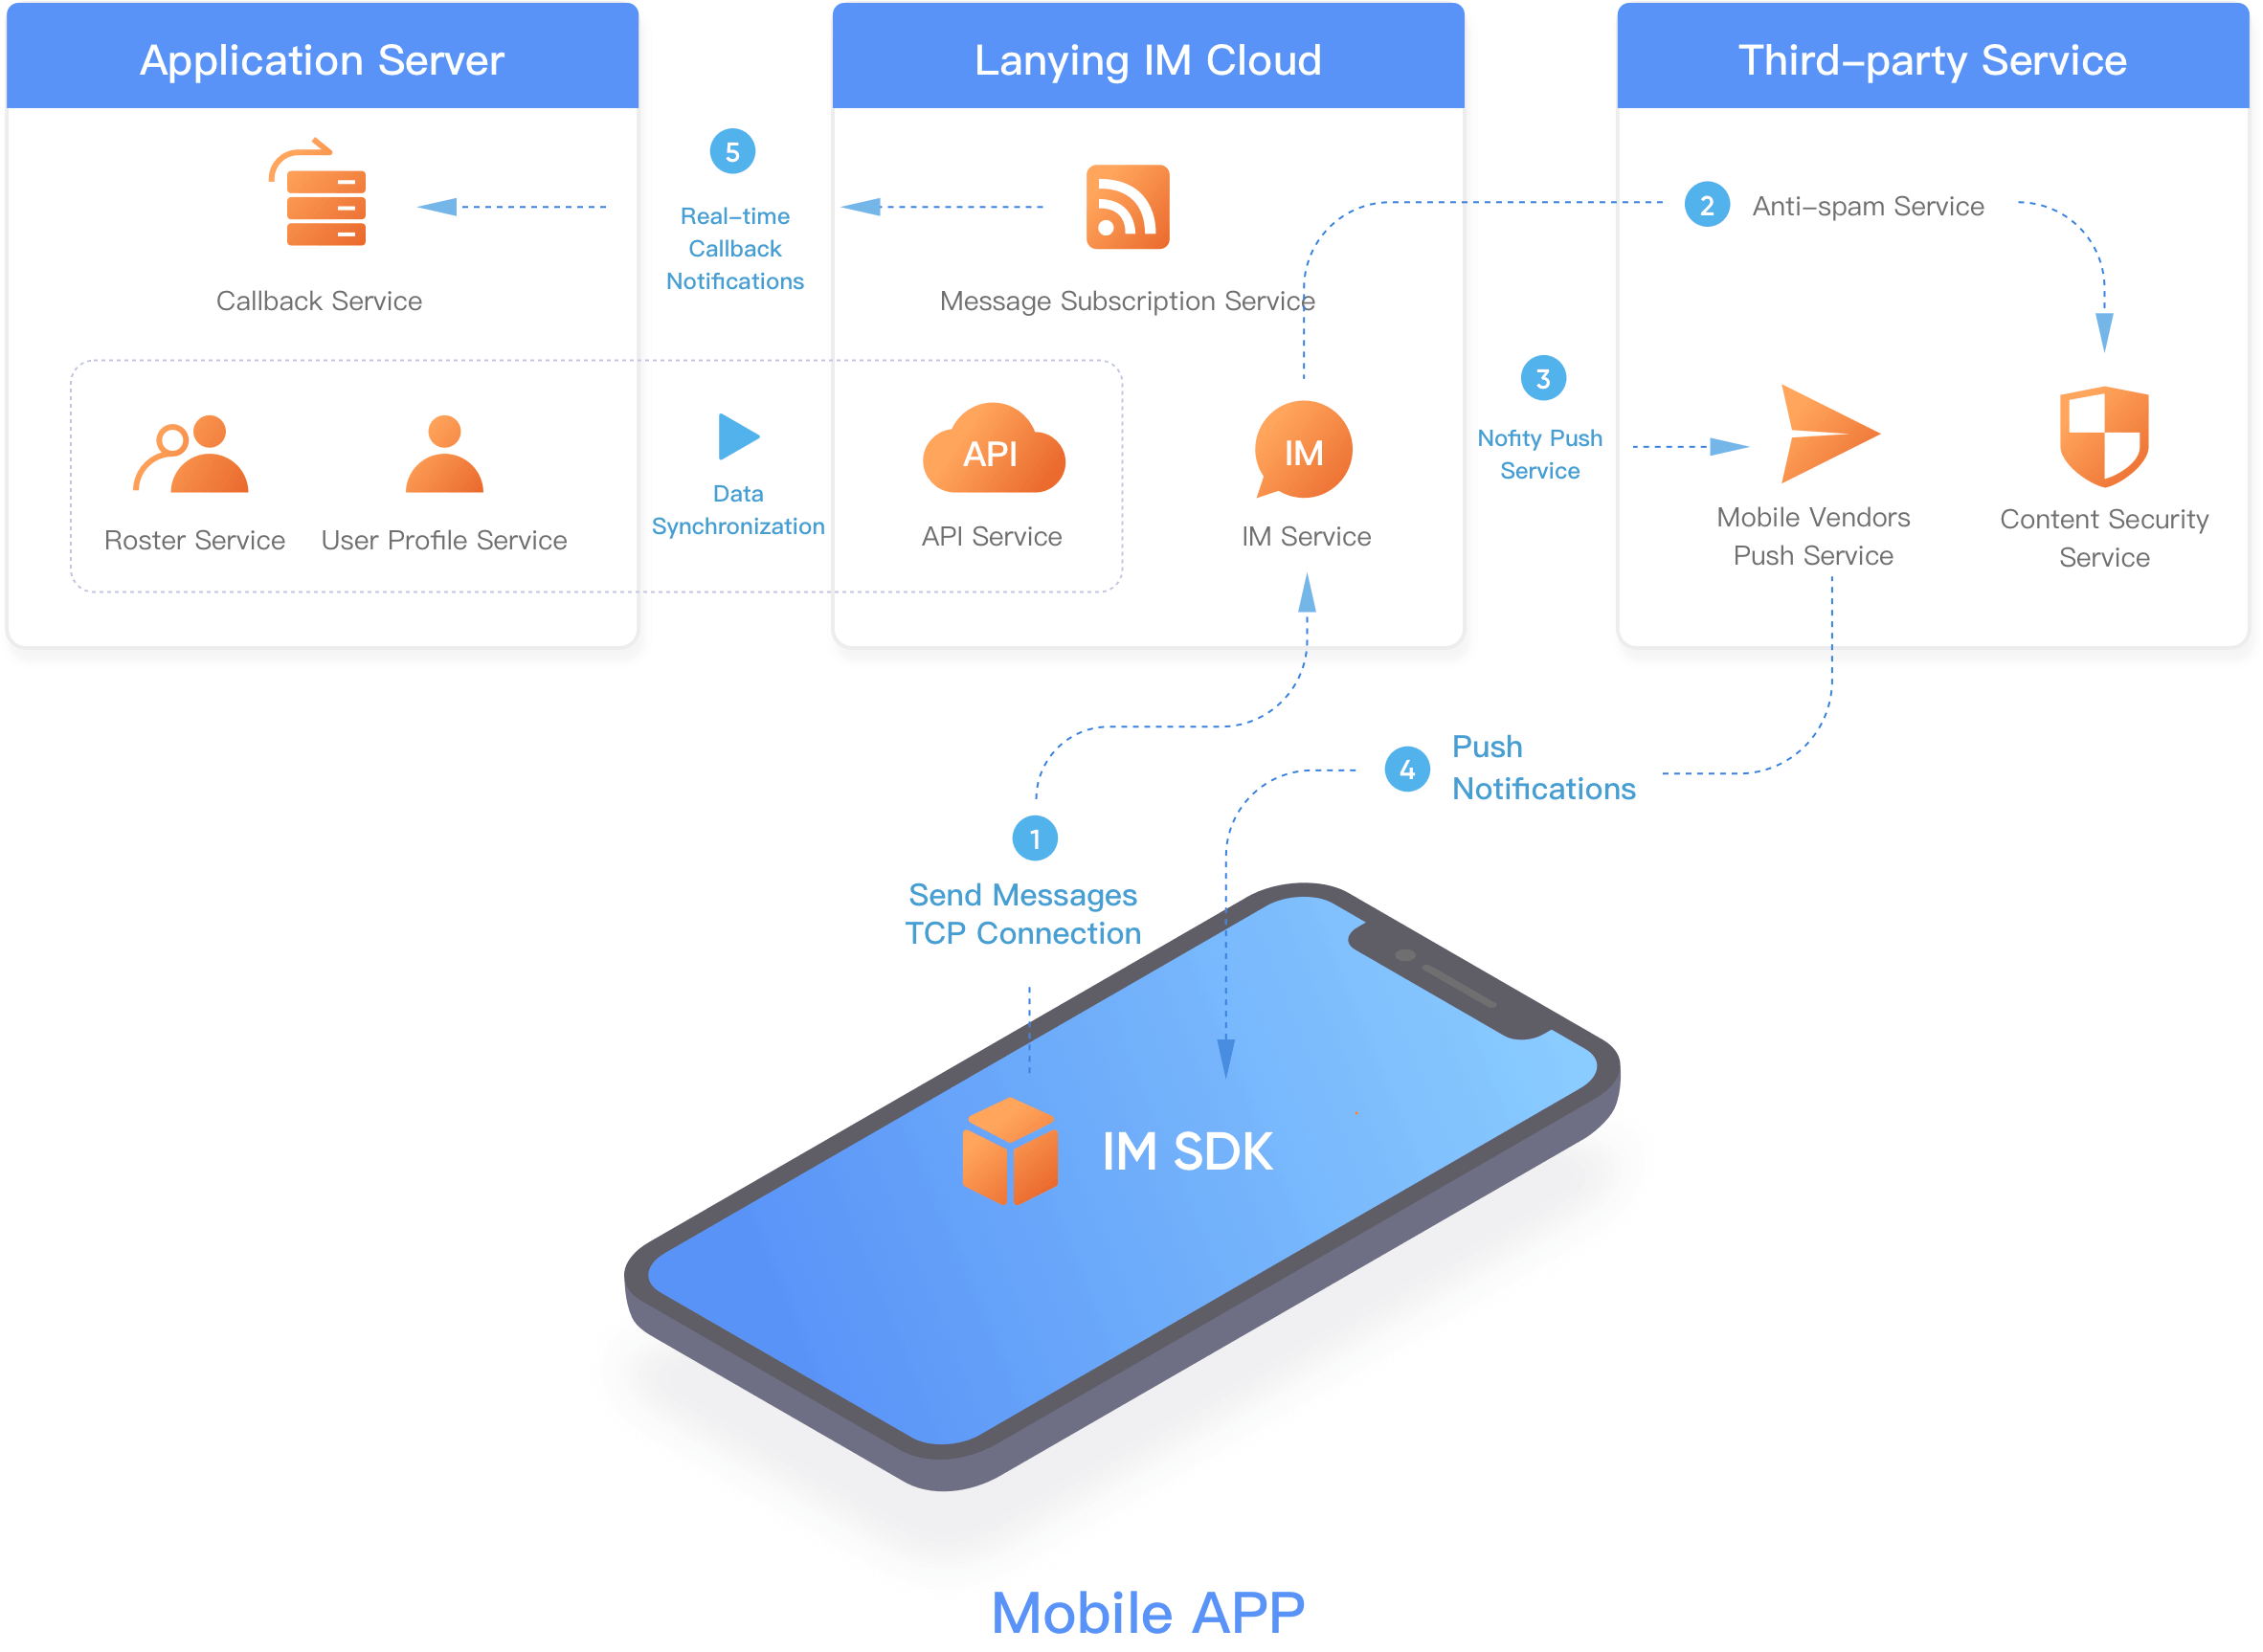 Application Server
Lanying IM Cloud
Third-party Service
5
Real-time
Callback
Notifications
2
Anti-spam Service
Callback Service
Message Subscription Service
3
Nofity Push
Service
API
IM
Data
Synchronization
Roster Service
User Profile Service
API Service
IM Service
Mobile Vendors
Push Service
Content Security
Service
4
Push
Notifications
1
Send Messages
TCP Connection
IM SDK
Mobile APP